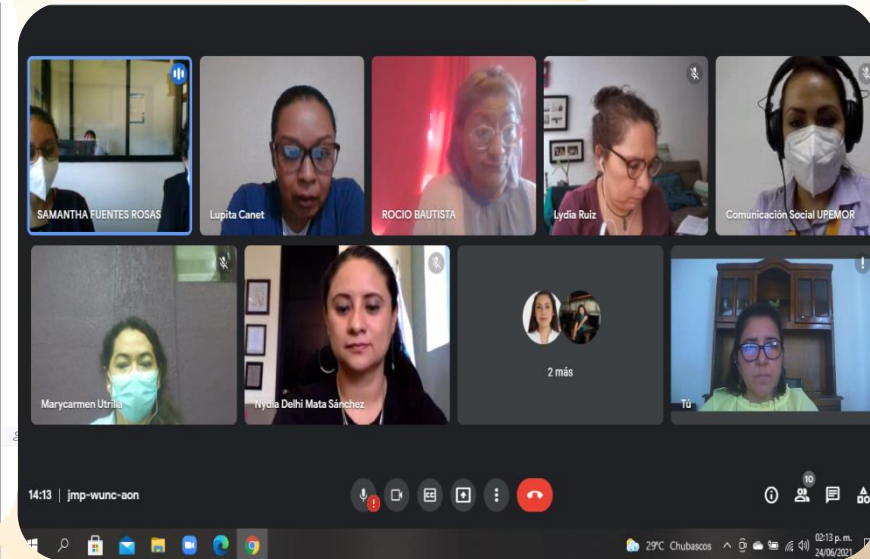 SAMANTHA FUENTES ROSAS
Lupita Canet
ROCIO BAUTISTA
Lydia Ruiz
Comunicación Social UPEMOR
Marycarmen Utrilla
Nydia Delhi Mata Sánchez
2 más
Tú
14:13 | jmp-wunc-aon
CC
10
29°C Chubascos
02:13 p. m.
24/06/2021